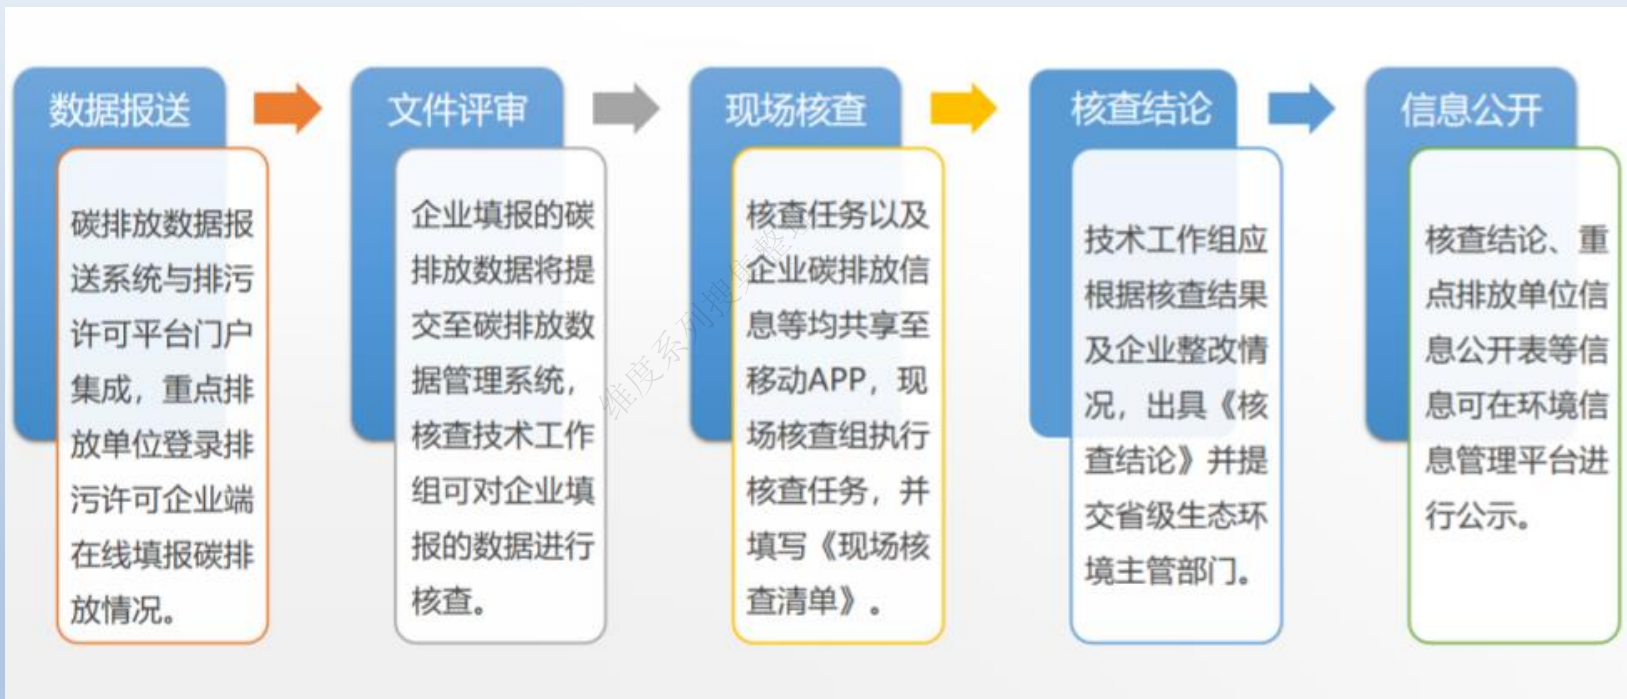 数据报送
碳排放数据报
送系统与排污
许可平台门户
集成，重点排
放单位登录排
污许可企业端
在线填报碳排
放情况。
文件评审
企业填报的碳
排放数据将提
交至碳排放数
据管理系统，
核查技术工作
组可对企业填
报的数据进行
核查。
现场核查
核查任务以及
企业碳排放信
息等均共享至
移动APP，现
场核查组执行
核查任务，并
填写《现场核
查清单》。
核查结论
技术工作组应
根据核查结果
及企业整改情
况，出具《核
查结论》并提
交省级生态环
境主管部门。
信息公开
核查结论、重
点排放单位信
息公开表等信
息可在环境信
息管理平台进
行公示。
维度系列搜集整